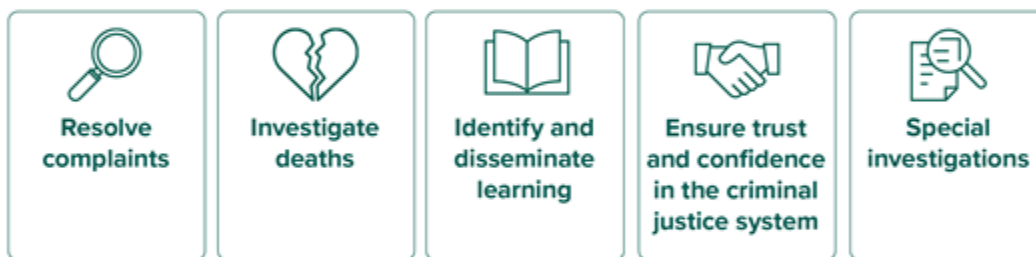 Resolve
complaints
Investigate
deaths
Identify and
disseminate
learning
Ensure trust
and confidence
in the criminal
justice system
Special
investigations